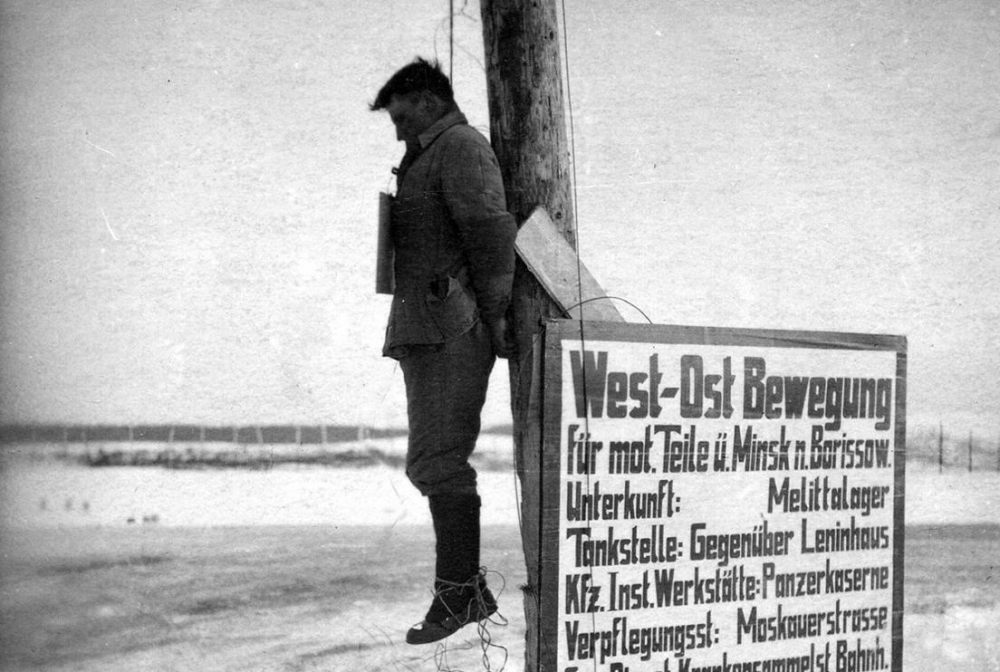 West-Ost Bewegung
für mot. Teile ü. Minsk n. Borissow.
Unterkunft: Melittalager
Tankstelle: Gegenüber Leninhaus
Kfz. Inst. Werkstätte: Panzerkaserne
Verpflegungsst: Moskauerstrasse
Krankensammelst Bahnh.